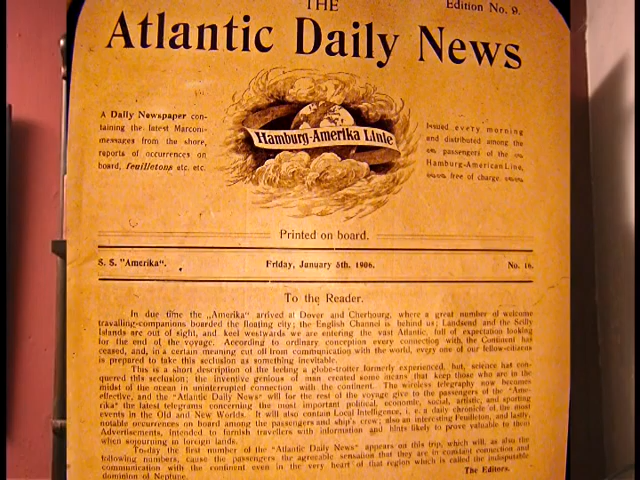 THE
Edition No. 9.
Atlantic Daily News
A Daily Newspaper con-
taining the latest Marconi-
messages from the shore,
reports of occurrences on
board, feuilletons etc. etc.
Hamburg-Amerika Linie
Issued every morning
and distributed among the
passengers of the
Hamburg-American Line,
free of charge.
Printed on board.
S. S. "Amerika".
Friday, January 5th. 1906.
No. 16.
To the Reader.
In due time the „Amerika" arrived at Dover and Cherbourg, where a great number of welcome
travelling-companions boarded the floating city; the English Channel is behind us; Landsend and the Scilly
Islands are out of sight, and keel westwards we are entering the vast Atlantic, full of expectation looking
for the end of the voyage. According to ordinary conception every connection with the Continent has
ceased, and, in a certain meaning cut off from communication with the world, every one of our fellow-citizens
is prepared to take this seclusion as something inevitable.
This is a short description of the feeling a globe-trotter formerly experienced, but, science has con-
quered this seclusion; the inventive genious of man created some means that keep those who are in the
midst of the ocean in uninterrupted connection with the continent. The wireless telegraphy now becomes
effective, and the "Atlantic Daily News" will for the rest of the voyage give to the passengers of the "Ame-
rika" the latest telegrams concerning the most important political, economic, social, artistic, and sporting
events in the Old and New Worlds. It will also contain Local Intelligence, i. e. a daily chronicle of the most
notable occurrences on board among the passengers and ship's crew; also an interesting Feuilleton, and lastly,
Advertisements, intended to furnish travellers with information and hints likely to prove valuable to them
when sojourning in foreign lands.
To-day the first number of the "Atlantic Daily News" appears on this trip, which will, as also the
following numbers, cause the passengers the agreeable sensation that they are in constant connection and
communication with the continent even in the very heart of that region which is called the indisputable
dominion of Neptune.
The Editors.